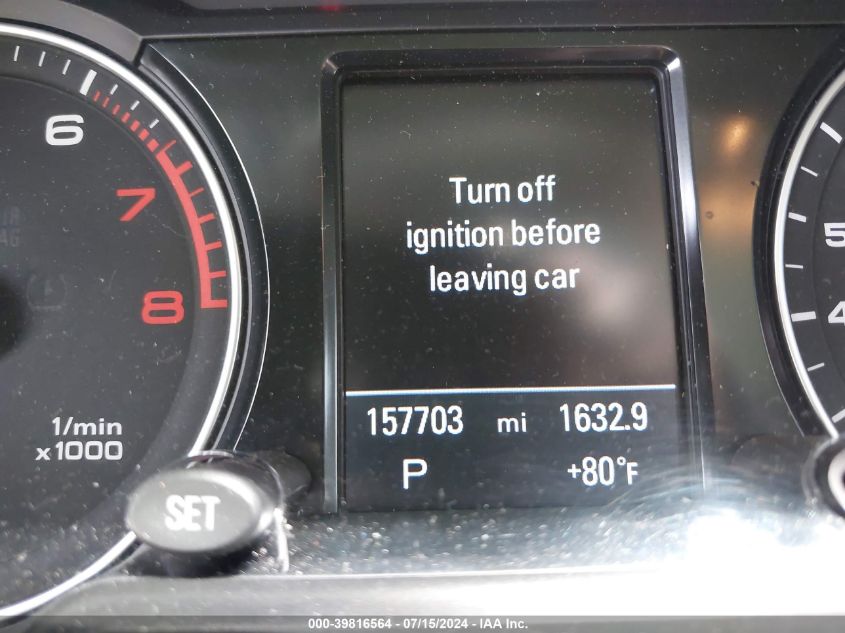 6
7
8
1/min
x1000
SET
Turn off
ignition before
leaving car
157703 mi 1632.9
P +80°F
5
4
000-39816564 - 07/15/2024 - IAA Inc.